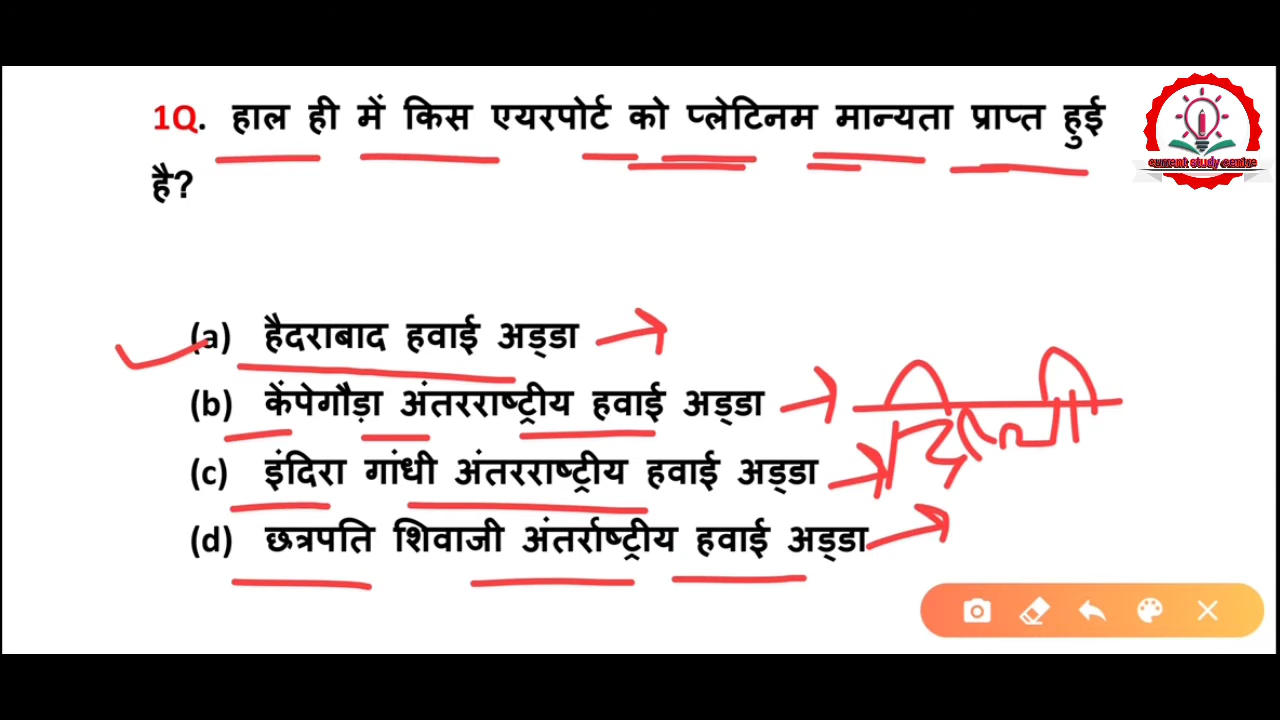 1Q. हाल ही में किस एयरपोर्ट को प्लेटिनम मान्यता प्राप्त हुई
है?
current study centre
(a) हैदराबाद हवाई अड्डा
(b) केंपेगौड़ा अंतरराष्ट्रीय हवाई अड्डा
(c) इंदिरा गांधी अंतरराष्ट्रीय हवाई अड्डा
(d) छत्रपति शिवाजी अंतर्राष्ट्रीय हवाई अड्डा